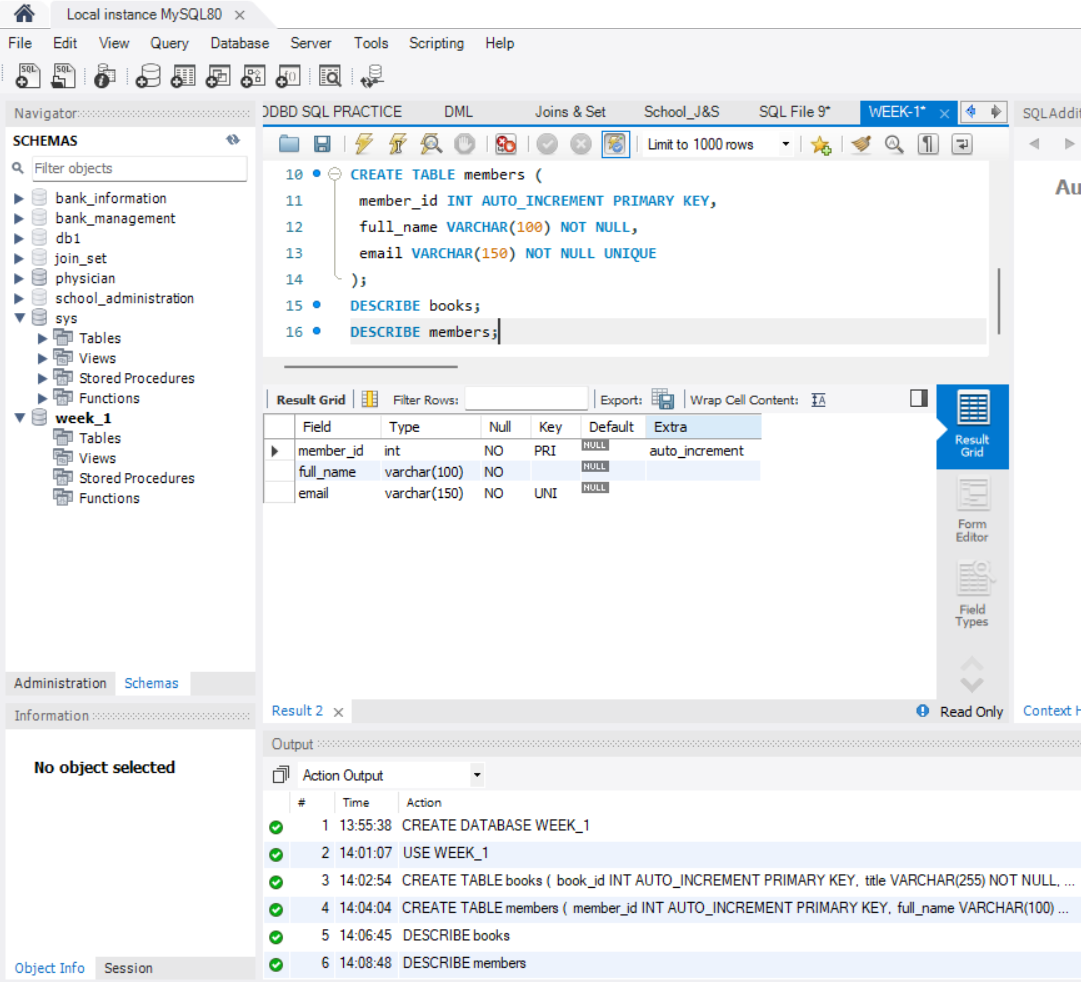 Local instance MySQL80
File Edit View Query Database Server Tools Scripting Help
Navigator
SCHEMAS
Filter objects
bank_information
bank_management
db1
join_set
physician
school_administration
sys
Tables
Views
Stored Procedures
Functions
week_1
Tables
Views
Stored Procedures
Functions
Administration Schemas
Information
No object selected
Object Info Session
DDBD SQL PRACTICE DML Joins & Set School_J&S SQL File 9* WEEK-1*
Limit to 1000 rows
10 CREATE TABLE members (
11 member_id INT AUTO_INCREMENT PRIMARY KEY,
12 full_name VARCHAR(100) NOT NULL,
13 email VARCHAR(150) NOT NULL UNIQUE
14 );
15 DESCRIBE books;
16 DESCRIBE members;
Result Grid Filter Rows: Export: Wrap Cell Content:
Field Type Null Key Default Extra
member_id int NO PRI NULL auto_increment
full_name varchar(100) NO NULL
email varchar(150) NO UNI NULL
Result
Grid
Form
Editor
Field
Types
Result 2
Read Only
Output
Action Output
# Time Action
1 13:55:38 CREATE DATABASE WEEK_1
2 14:01:07 USE WEEK_1
3 14:02:54 CREATE TABLE books ( book_id INT AUTO_INCREMENT PRIMARY KEY, title VARCHAR(255) NOT NULL, ...
4 14:04:04 CREATE TABLE members ( member_id INT AUTO_INCREMENT PRIMARY KEY, full_name VARCHAR(100) ...
5 14:06:45 DESCRIBE books
6 14:08:48 DESCRIBE members
SQLAddit
Au
Context H